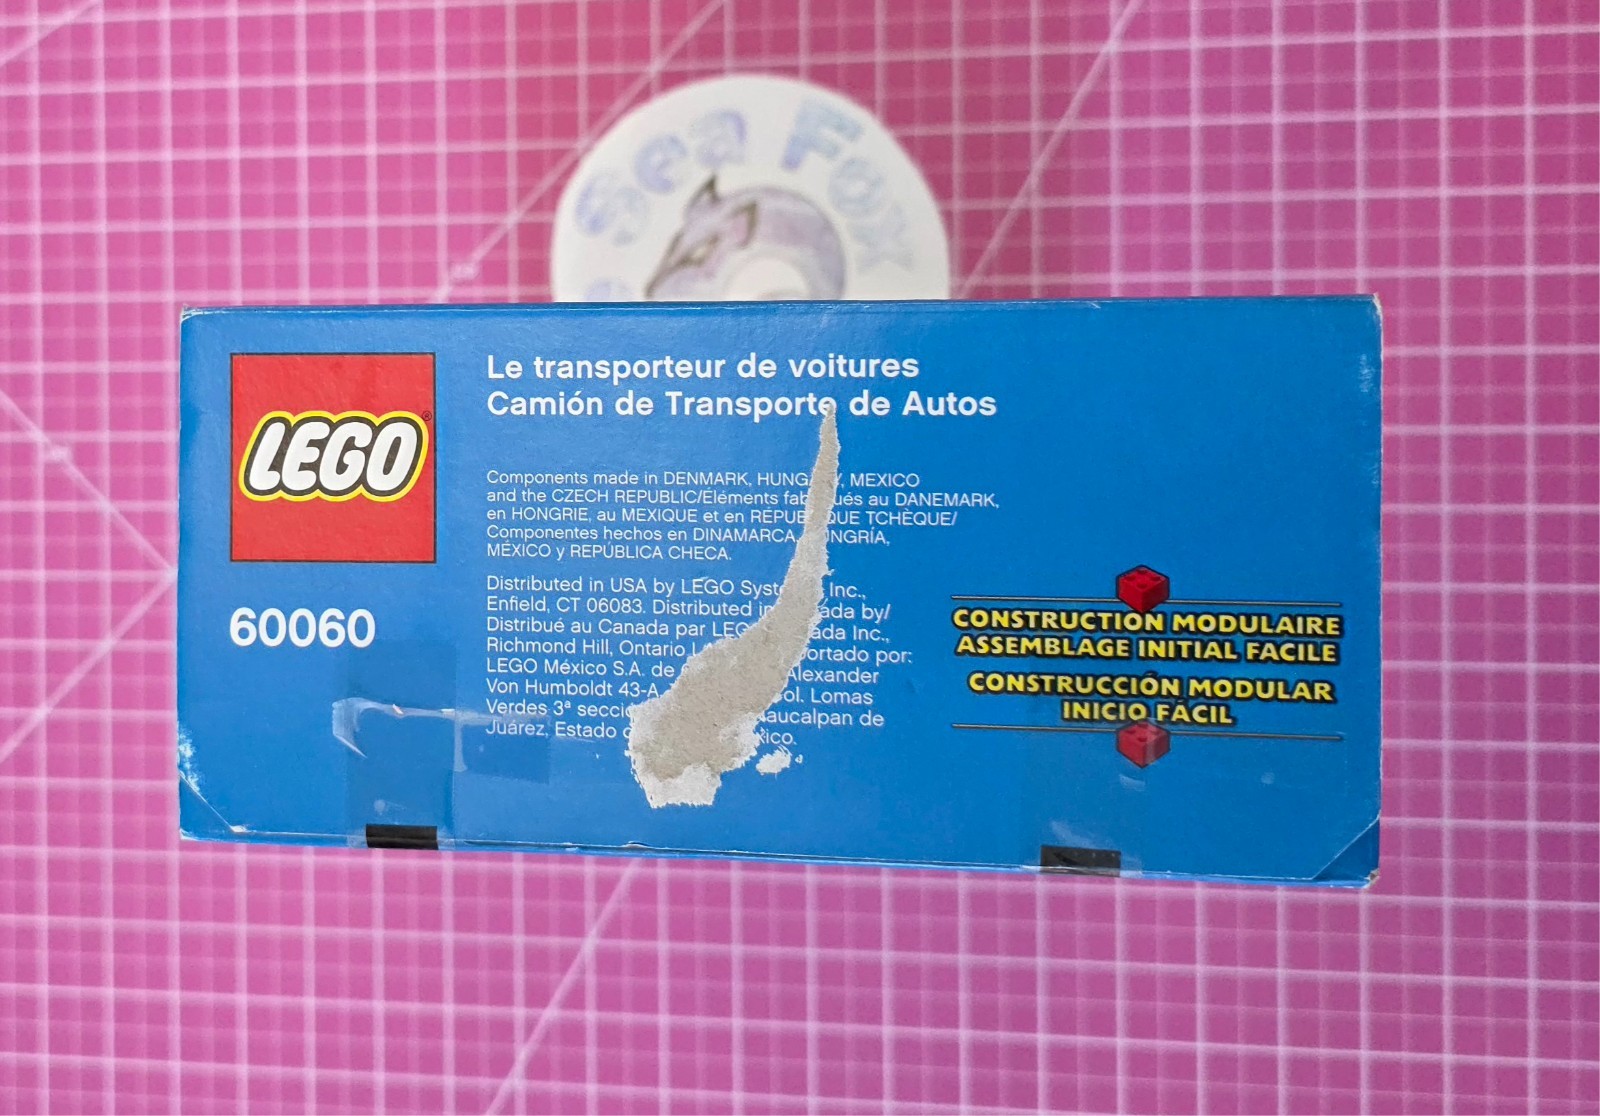 Sea Fox
LEGO®
60060
Le transporteur de voitures
Camión de Transporte de Autos
Components made in DENMARK, HUNG Y, MEXICO
and the CZECH REPUBLIC/Éléments fab ués au DANEMARK,
en HONGRIE, au MEXIQUE et en RÉPUB QUE TCHÈQUE/
Componentes hechos en DINAMARCA, NGRÍA,
MÉXICO y REPÚBLICA CHECA.
Distributed in USA by LEGO Syste Inc.,
Enfield, CT 06083. Distributed in ada by/
Distribué au Canada par LEG ada Inc.,
Richmond Hill, Ontario L ortado por:
LEGO México S.A. de Alexander
Von Humboldt 43-A, ol. Lomas
Verdes 3ª secci aucalpan de
Juárez, Estado xico.
CONSTRUCTION MODULAIRE
ASSEMBLAGE INITIAL FACILE
CONSTRUCCIÓN MODULAR
INICIO FÁCIL